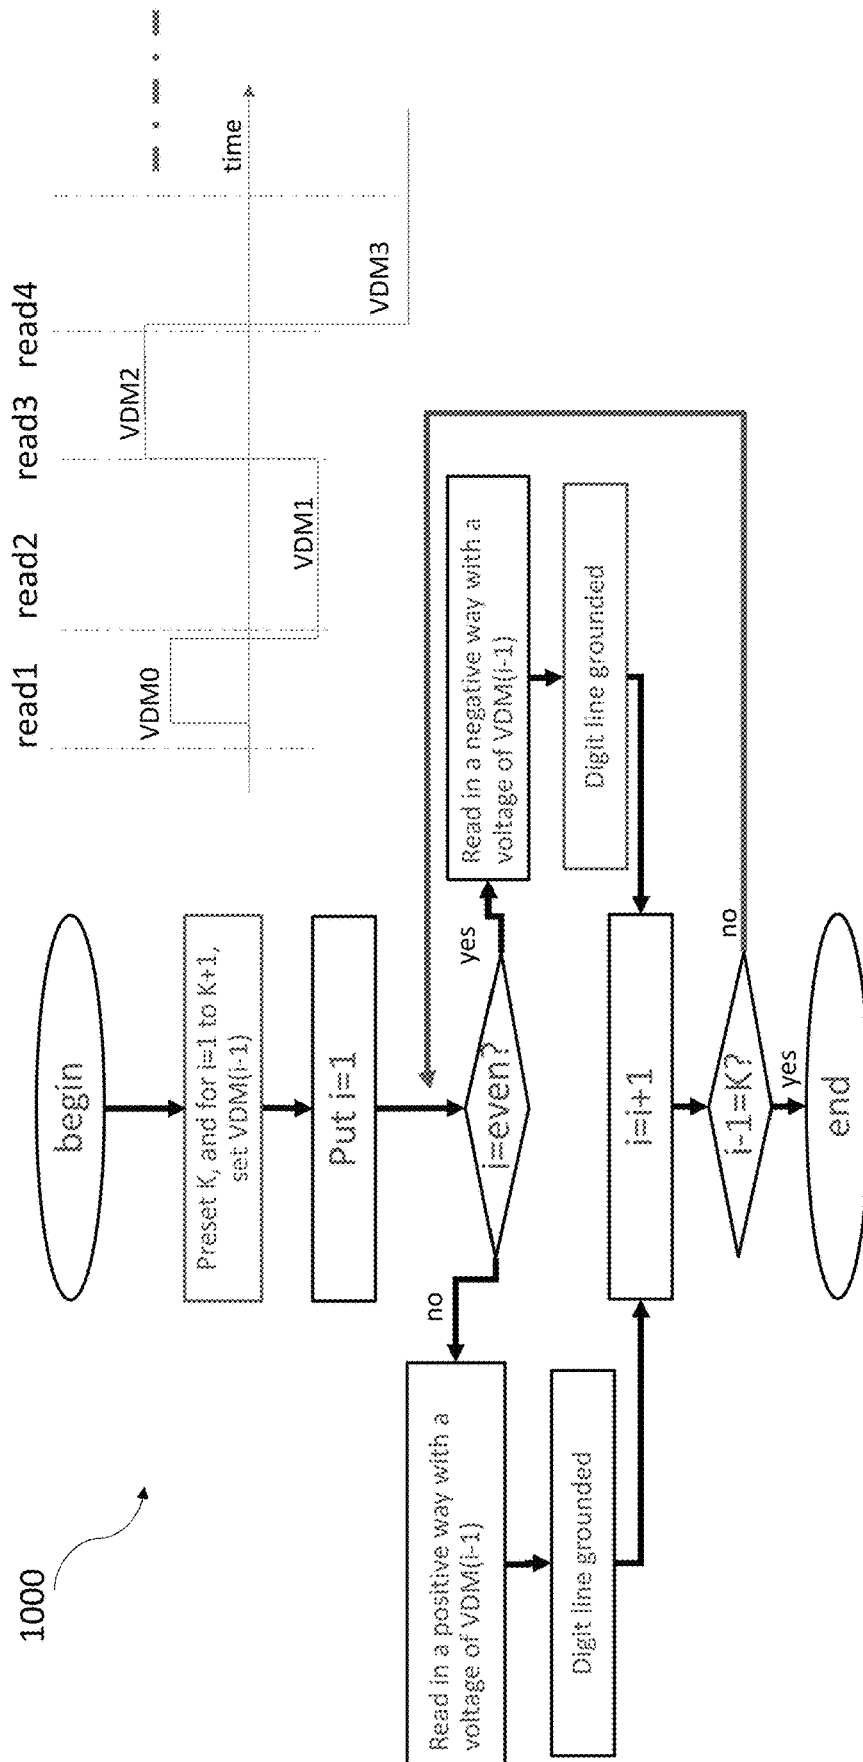 1000
begin
Preset K, and for i=1 to K+1,
set VDM(i-1)
Put i=1
i=even?
no
yes
Read in a positive way with a
voltage of VDM(i-1)
Digit line grounded
Read in a negative way with a
voltage of VDM(i-1)
Digit line grounded
i=i+1
i-1=K?
no
yes
end
read1 read2 read3 read4
VDM0
VDM1
VDM2
VDM3
time